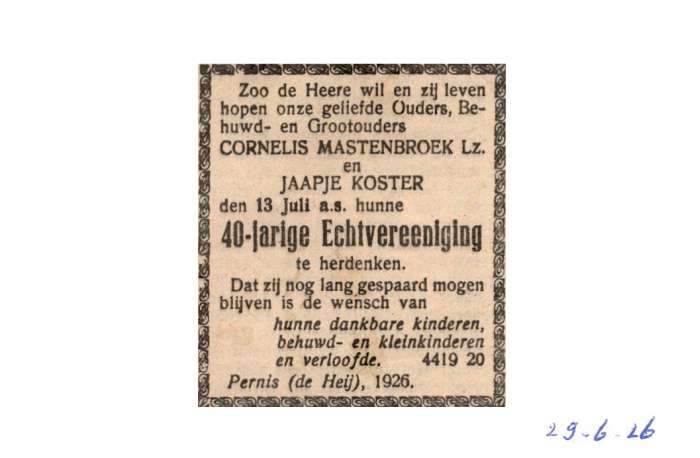 Zoo de Heere wil en zij leven
hopen onze geliefde Ouders, Be-
huwd- en Grootouders
CORNELIS MASTENBROEK Lz.
en
JAAPJE KOSTER
den 13 Juli a.s. hunne
40-jarige Echtvereeniging
te herdenken.
Dat zij nog lang gespaard mogen
blijven is de wensch van
hunne dankbare kinderen,
behuwd- en kleinkinderen
en verloofde. 4419 20
Pernis (de Heij), 1926.
29-6-26